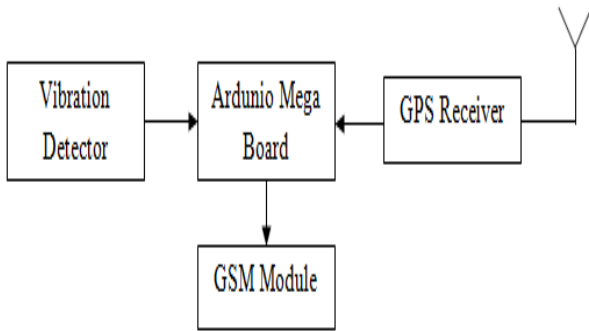 Vibration
Detector
Ardunio Mega
Board
GPS Receiver
GSM Module